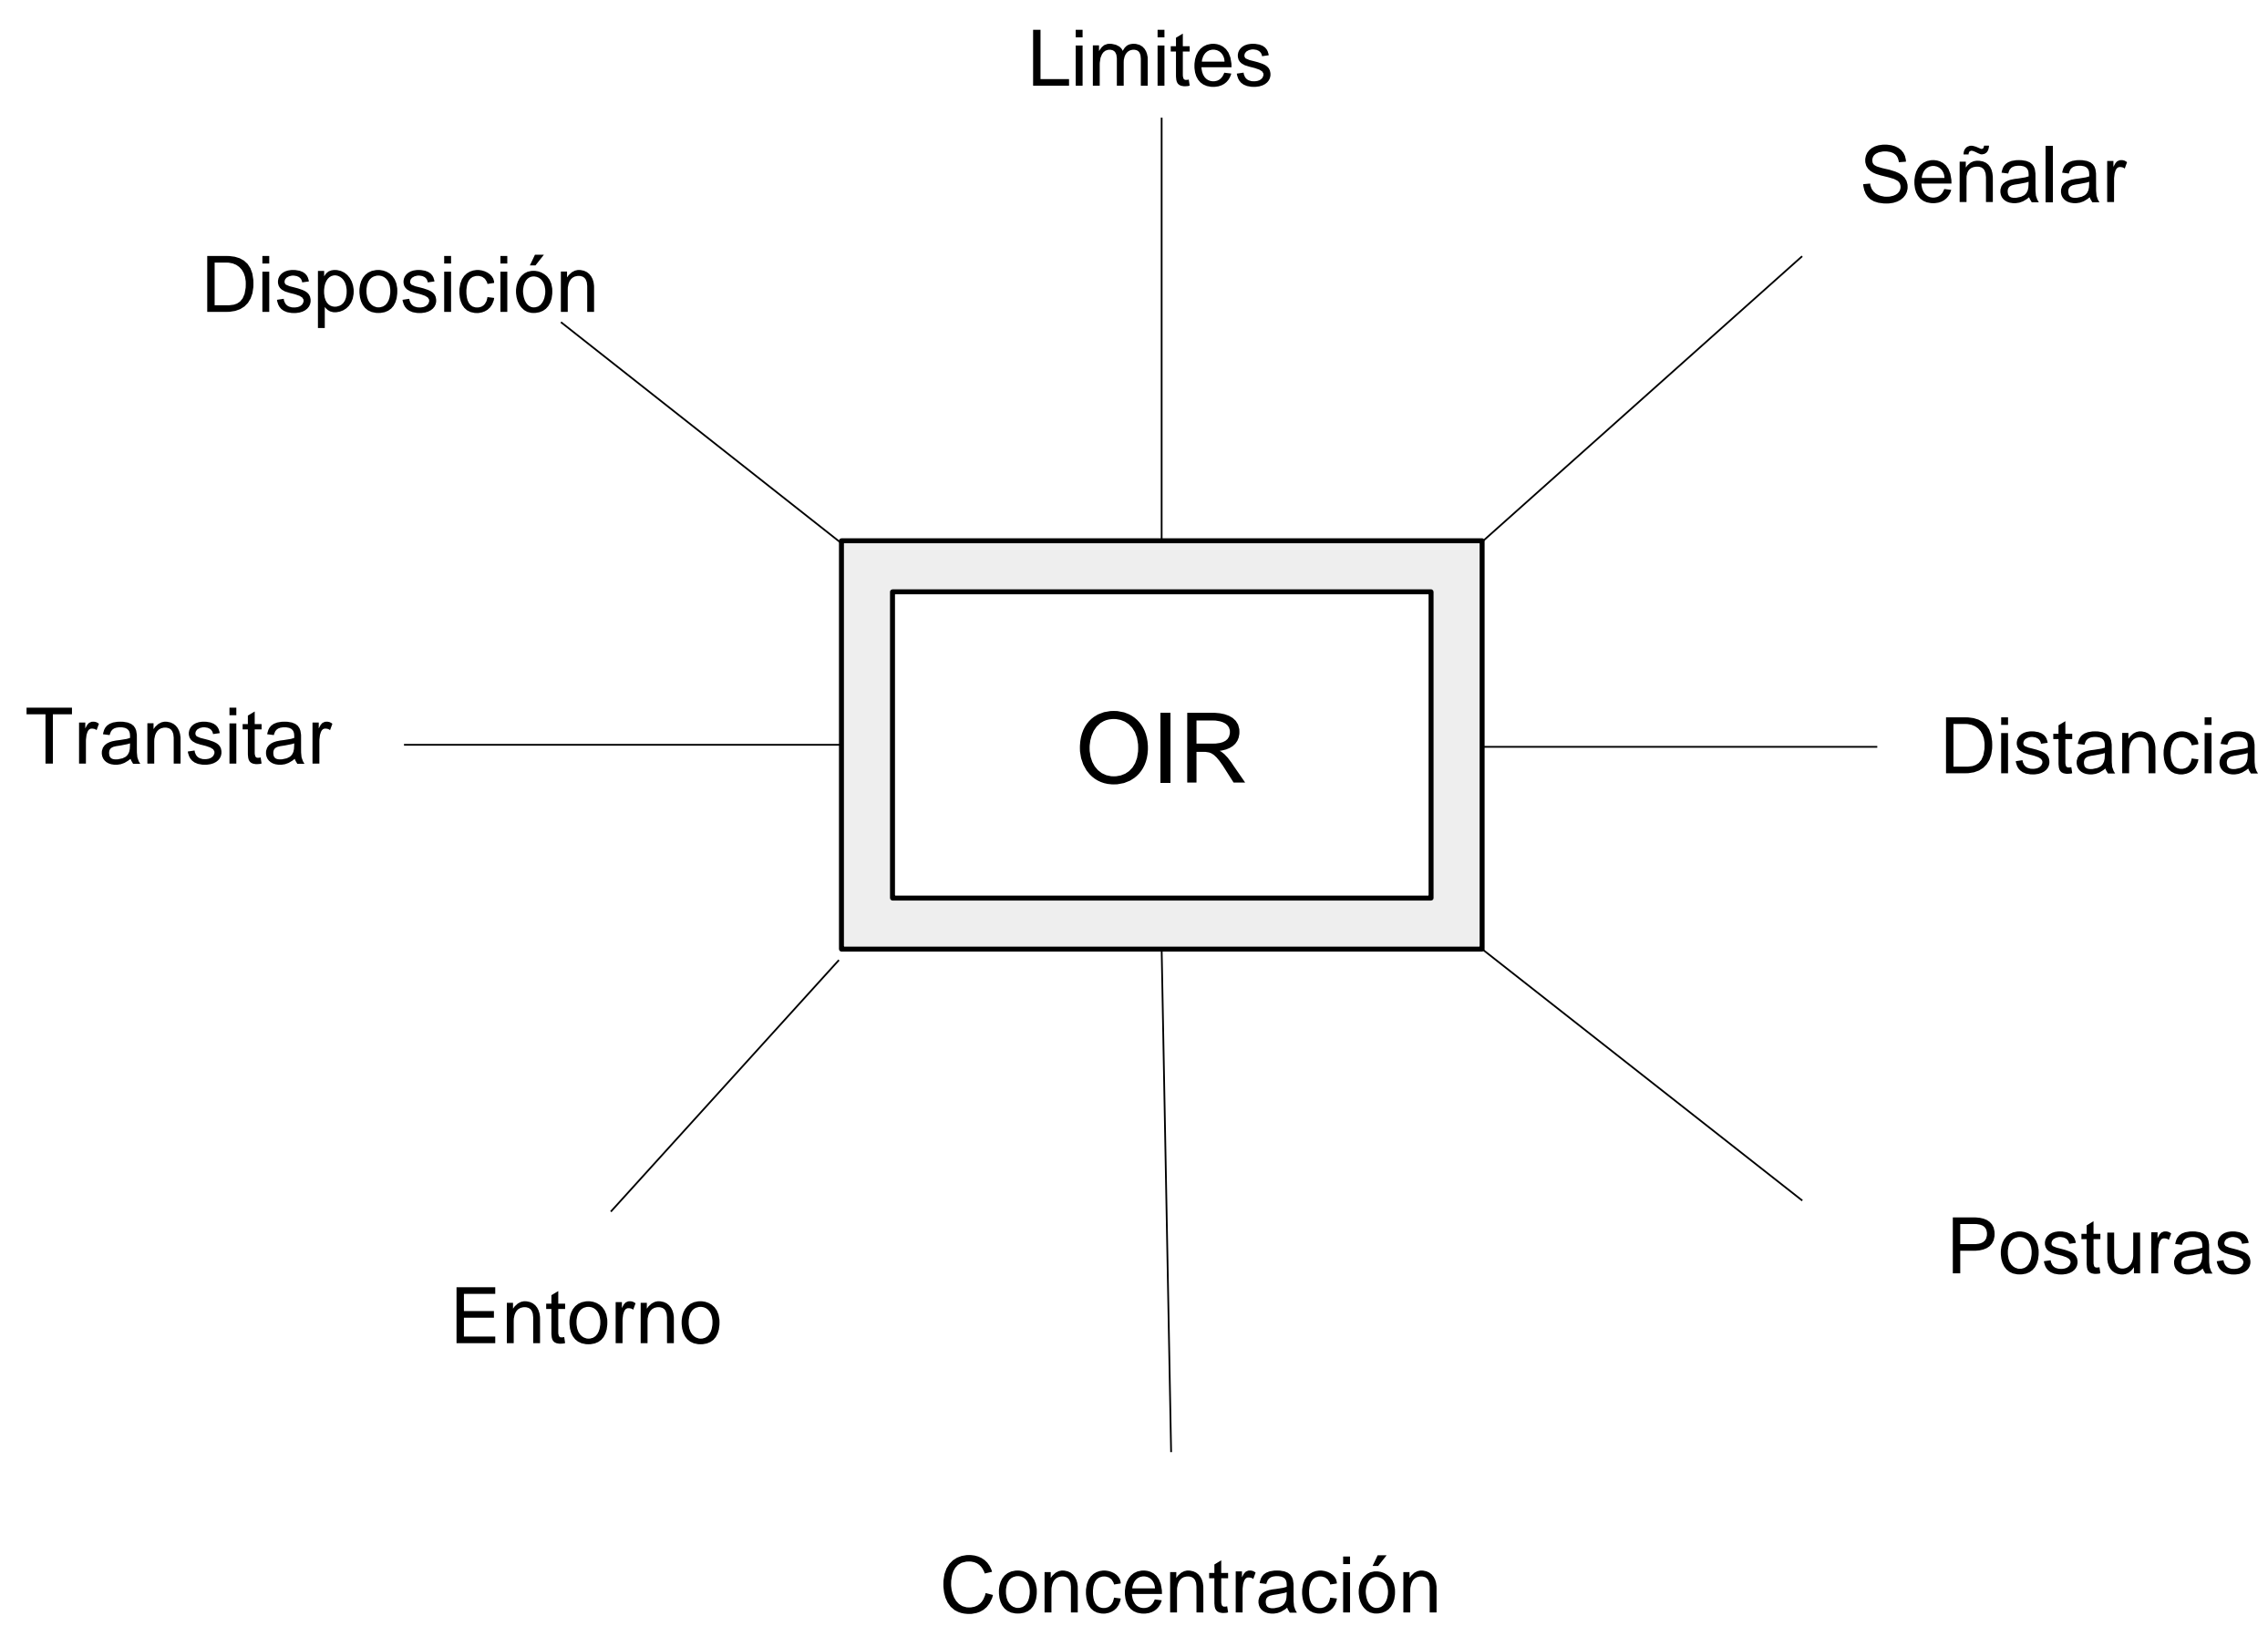 Limites
Señalar
Disposición
Transitar
OIR
Distancia
Posturas
Entorno
Concentración